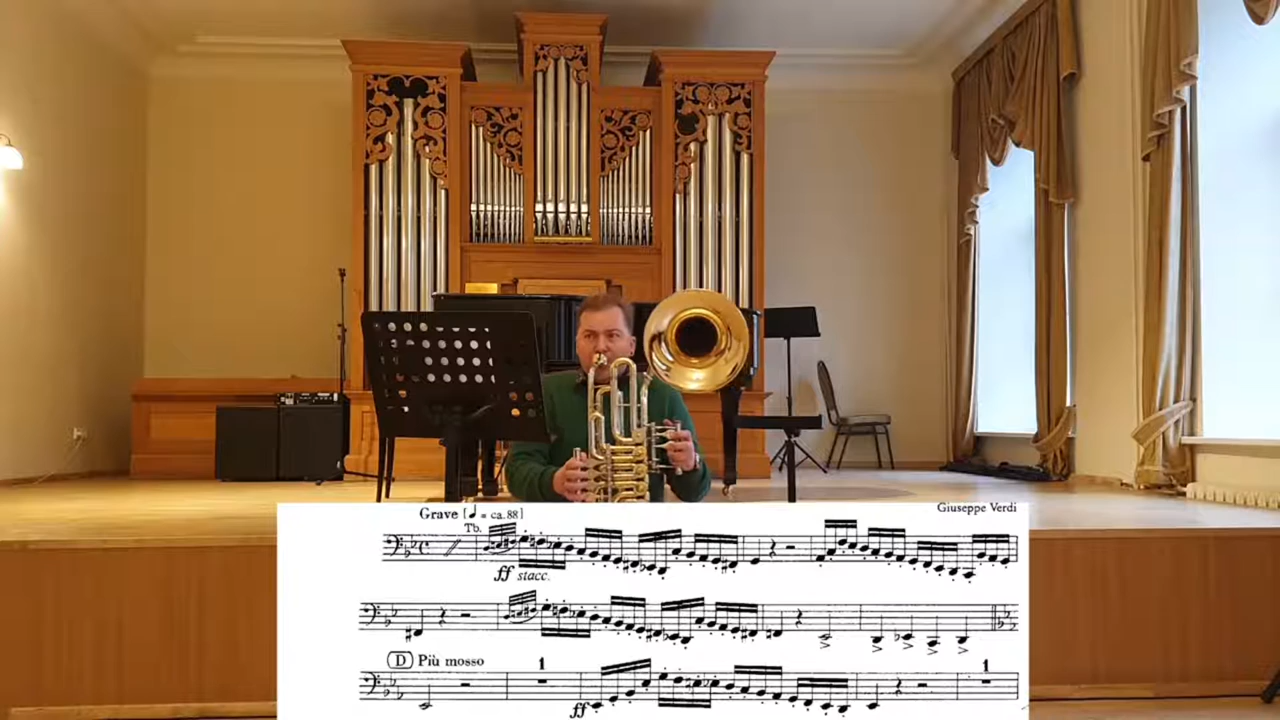 Grave [♩ = ca.88]
Giuseppe Verdi
Tb.
ff stacc.
D Più mosso
1
1
ff